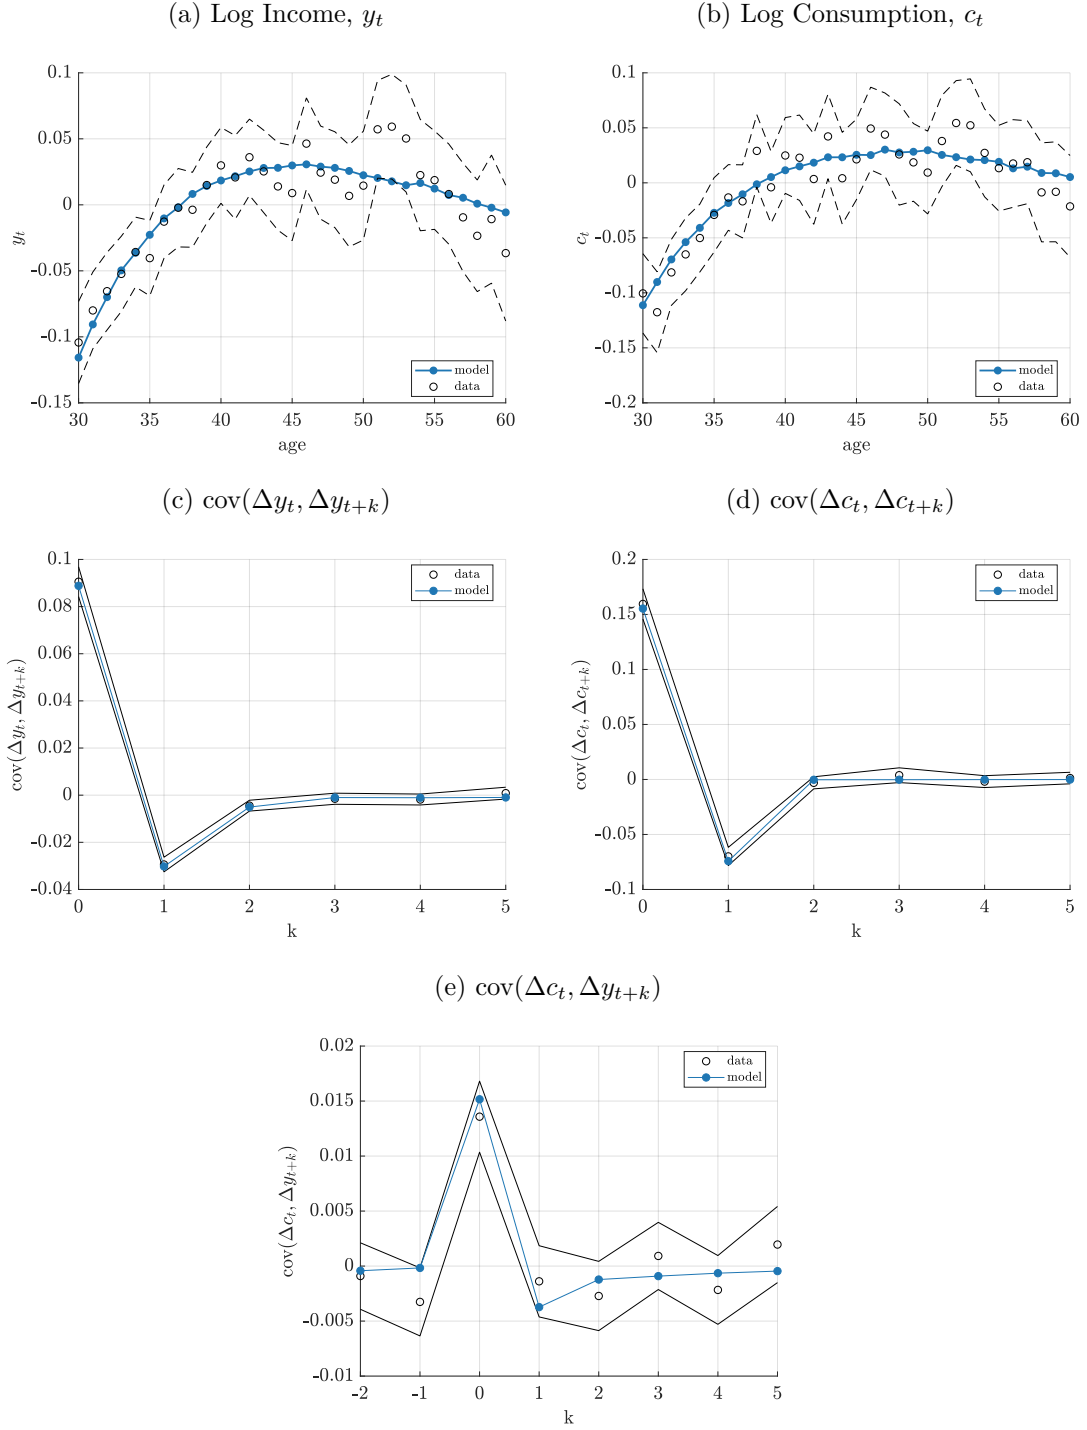 (a) Log Income, y_t
0.1
0.05
0
-0.05
-0.1
-0.15
y_t
30 35 40 45 50 55 60
age
model
data
(b) Log Consumption, c_t
0.1
0.05
0
-0.05
-0.1
-0.15
-0.2
c_t
30 35 40 45 50 55 60
age
model
data
(c) cov(Δy_t, Δy_{t+k})
0.1
0.08
0.06
0.04
0.02
0
-0.02
-0.04
cov(Δy_t, Δy_{t+k})
0 1 2 3 4 5
k
data
model
(d) cov(Δc_t, Δc_{t+k})
0.2
0.15
0.1
0.05
0
-0.05
-0.1
cov(Δc_t, Δc_{t+k})
0 1 2 3 4 5
k
data
model
(e) cov(Δc_t, Δy_{t+k})
0.02
0.015
0.01
0.005
0
-0.005
-0.01
cov(Δc_t, Δy_{t+k})
-2 -1 0 1 2 3 4 5
k
data
model